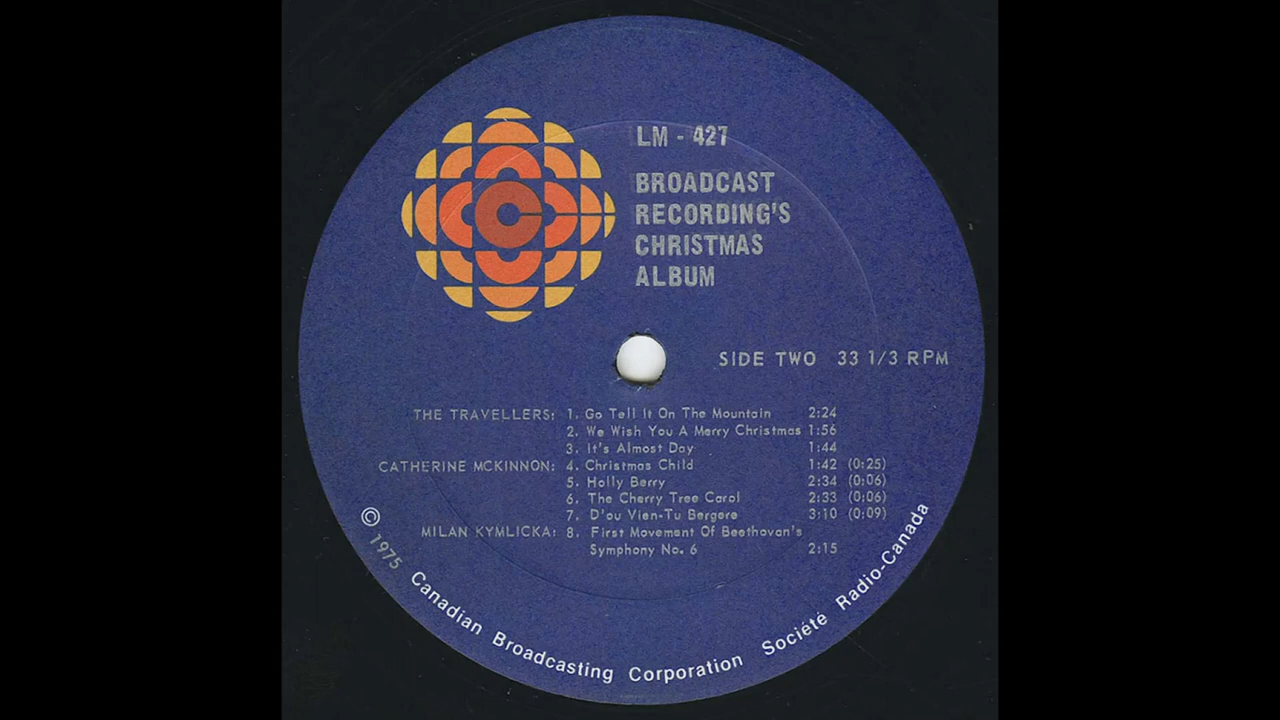 LM - 427
BROADCAST
RECORDING'S
CHRISTMAS
ALBUM
SIDE TWO 33 1/3 RPM
THE TRAVELLERS: 1. Go Tell It On The Mountain 2:24
2. We Wish You A Merry Christmas 1:56
3. It's Almost Day 1:44
CATHERINE MCKINNON: 4. Christmas Child 1:42 (0:25)
5. Holly Berry 2:34 (0:06)
6. The Cherry Tree Carol 2:33 (0:06)
7. D'ou Vien-Tu Bergere 3:10 (0:09)
MILAN KYMLICKA: 8. First Movement Of Beethovan's
Symphony No. 6 2:15
© 1975 Canadian Broadcasting Corporation Société Radio-Canada